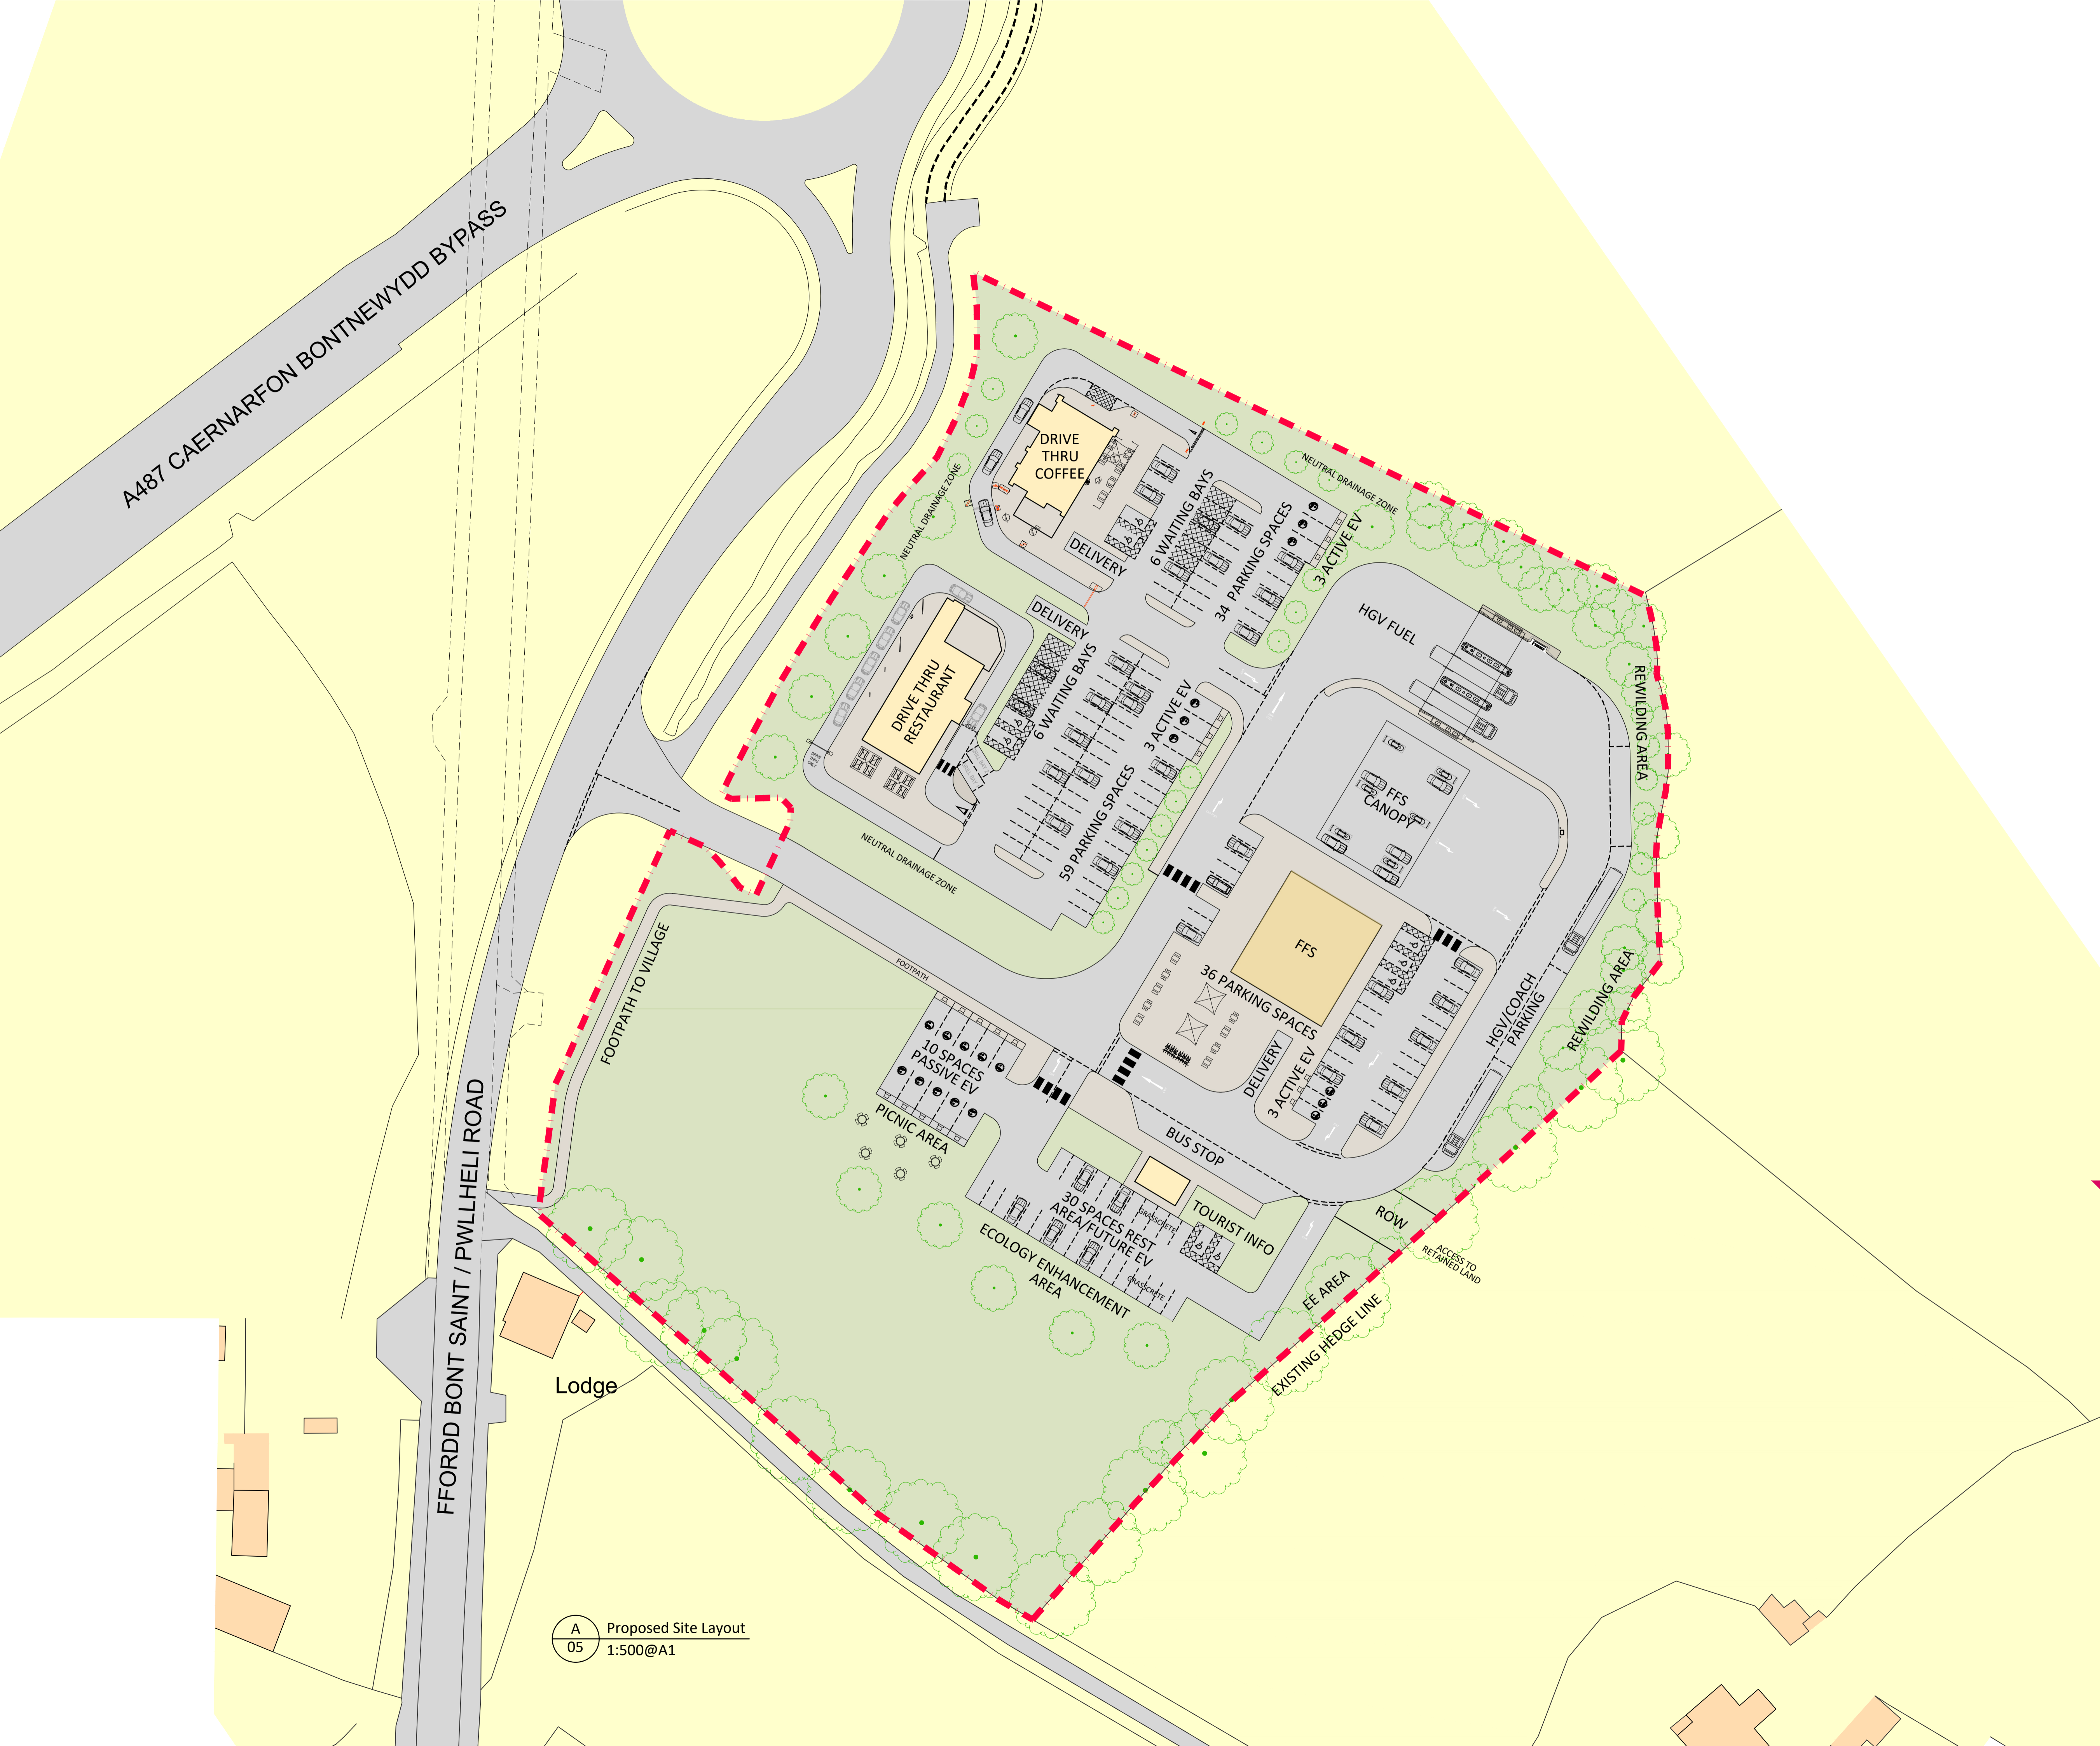 A487 CAERNARFON BONTNEWYDD BYPASS
DRIVE
THRU
COFFEE
NEUTRAL DRAINAGE ZONE
DELIVERY
6 WAITING BAYS
34 PARKING SPACES
3 ACTIVE EV
NEUTRAL DRAINAGE ZONE
HGV FUEL
DELIVERY
6 WAITING BAYS
DRIVE THRU
RESTAURANT
3 ACTIVE EV
59 PARKING SPACES
NEUTRAL DRAINAGE ZONE
FFS
CANOPY
REWILDING AREA
FFS
36 PARKING SPACES
DELIVERY
3 ACTIVE EV
HGV/COACH
PARKING
REWILDING AREA
FOOTPATH TO VILLAGE
FOOTPATH
10 SPACES
PASSIVE EV
PICNIC AREA
BUS STOP
30 SPACES REST
AREA/FUTURE EV
GRASSCRETE
GRASSCRETE
TOURIST INFO
ECOLOGY ENHANCEMENT
AREA
ROW
ACCESS TO
RETAINED LAND
EE AREA
EXISTING HEDGE LINE
FFORDD BONT SAINT / PWLLHELI ROAD
Lodge
A
05
Proposed Site Layout
1:500@A1